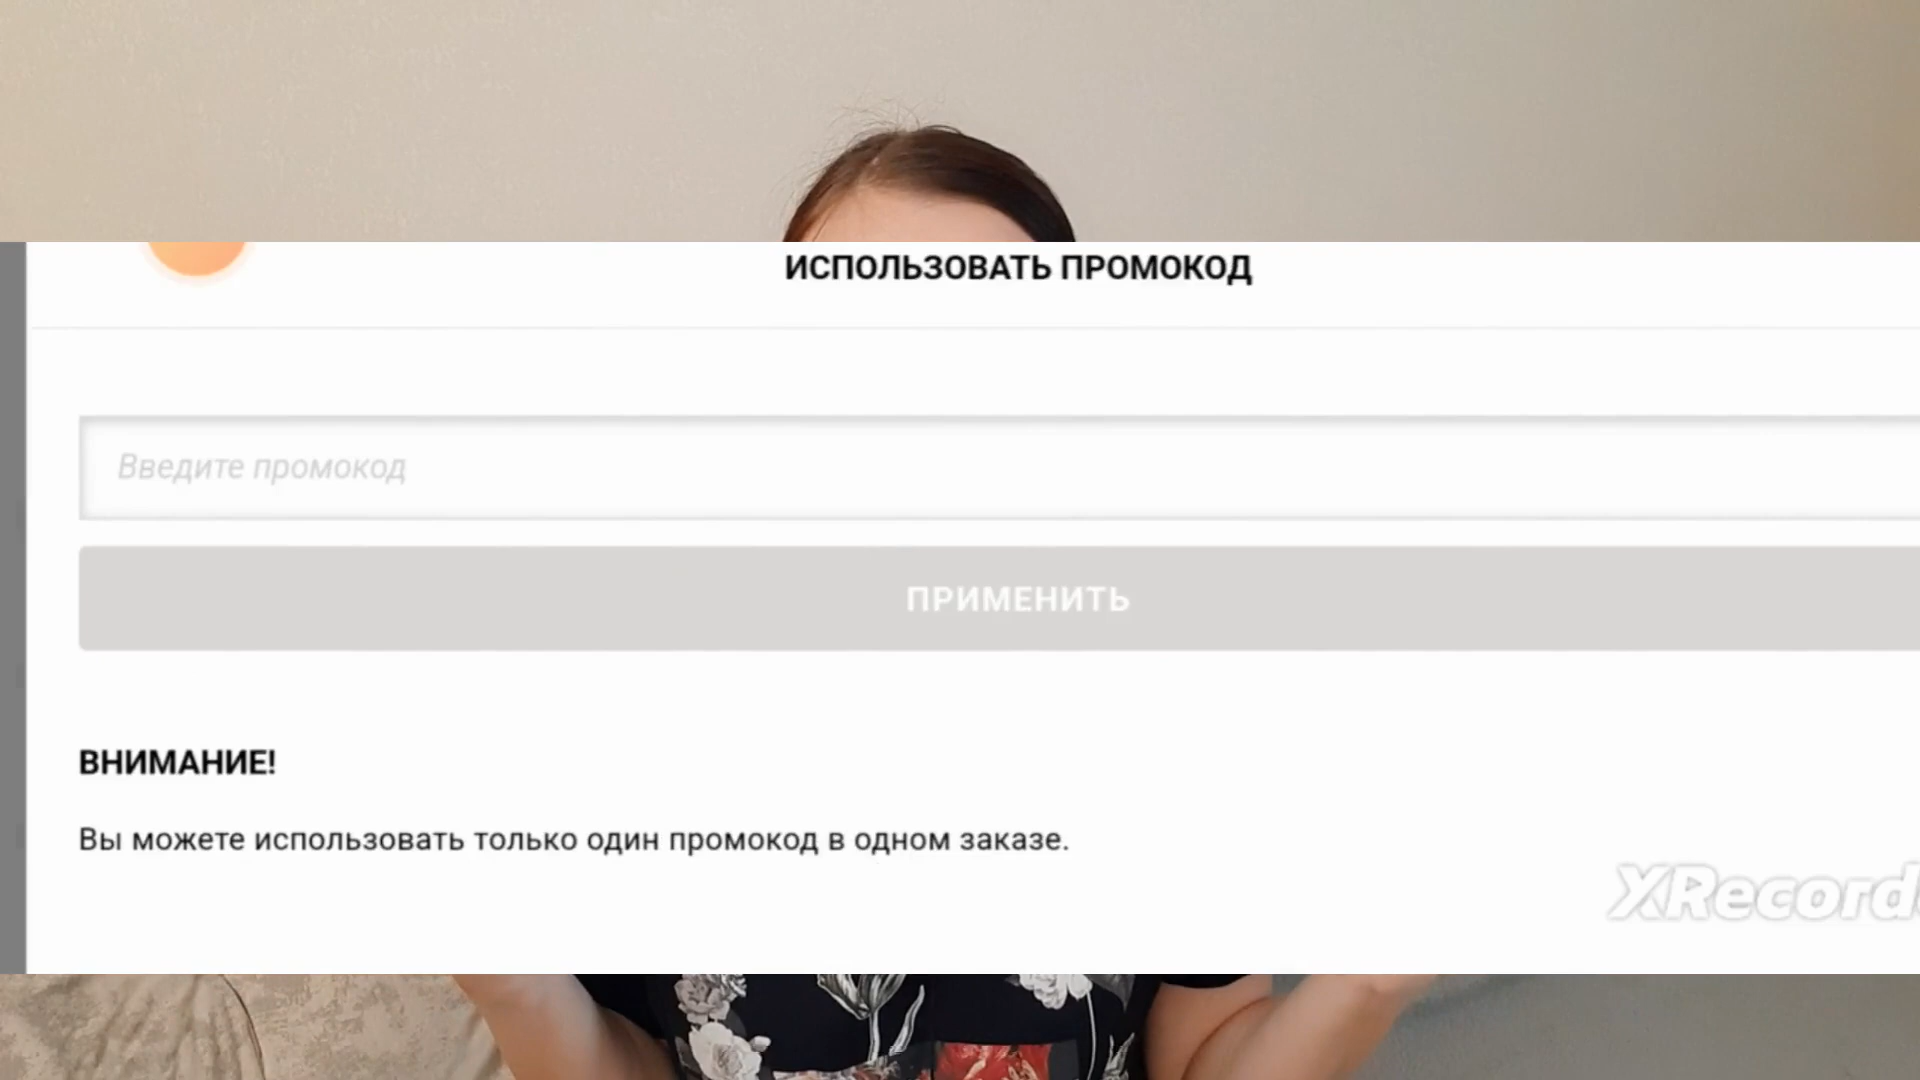 ИСПОЛЬЗОВАТЬ ПРОМОКОД
Введите промокод
ПРИМЕНИТЬ
ВНИМАНИЕ!
Вы можете использовать только один промокод в одном заказе.
XRecord